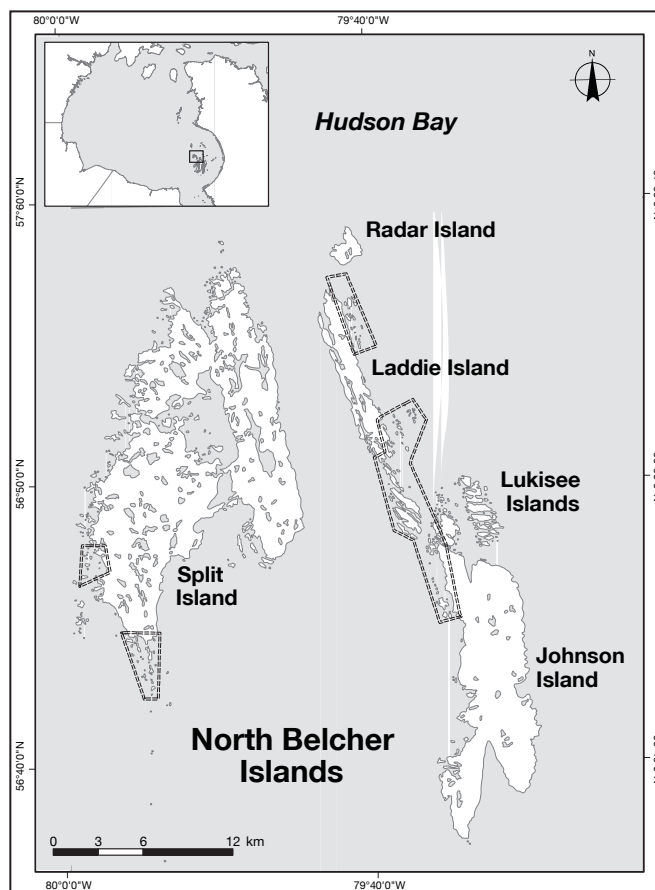 80°0'0"W
79°40'0"W
N
Hudson Bay
57°60'0"N
Radar Island
Laddie Island
56°50'0"N
Lukisee
Islands
Split
Island
Johnson
Island
North Belcher
Islands
56°40'0"N
0 3 6 12 km
80°0'0"W
79°40'0"W